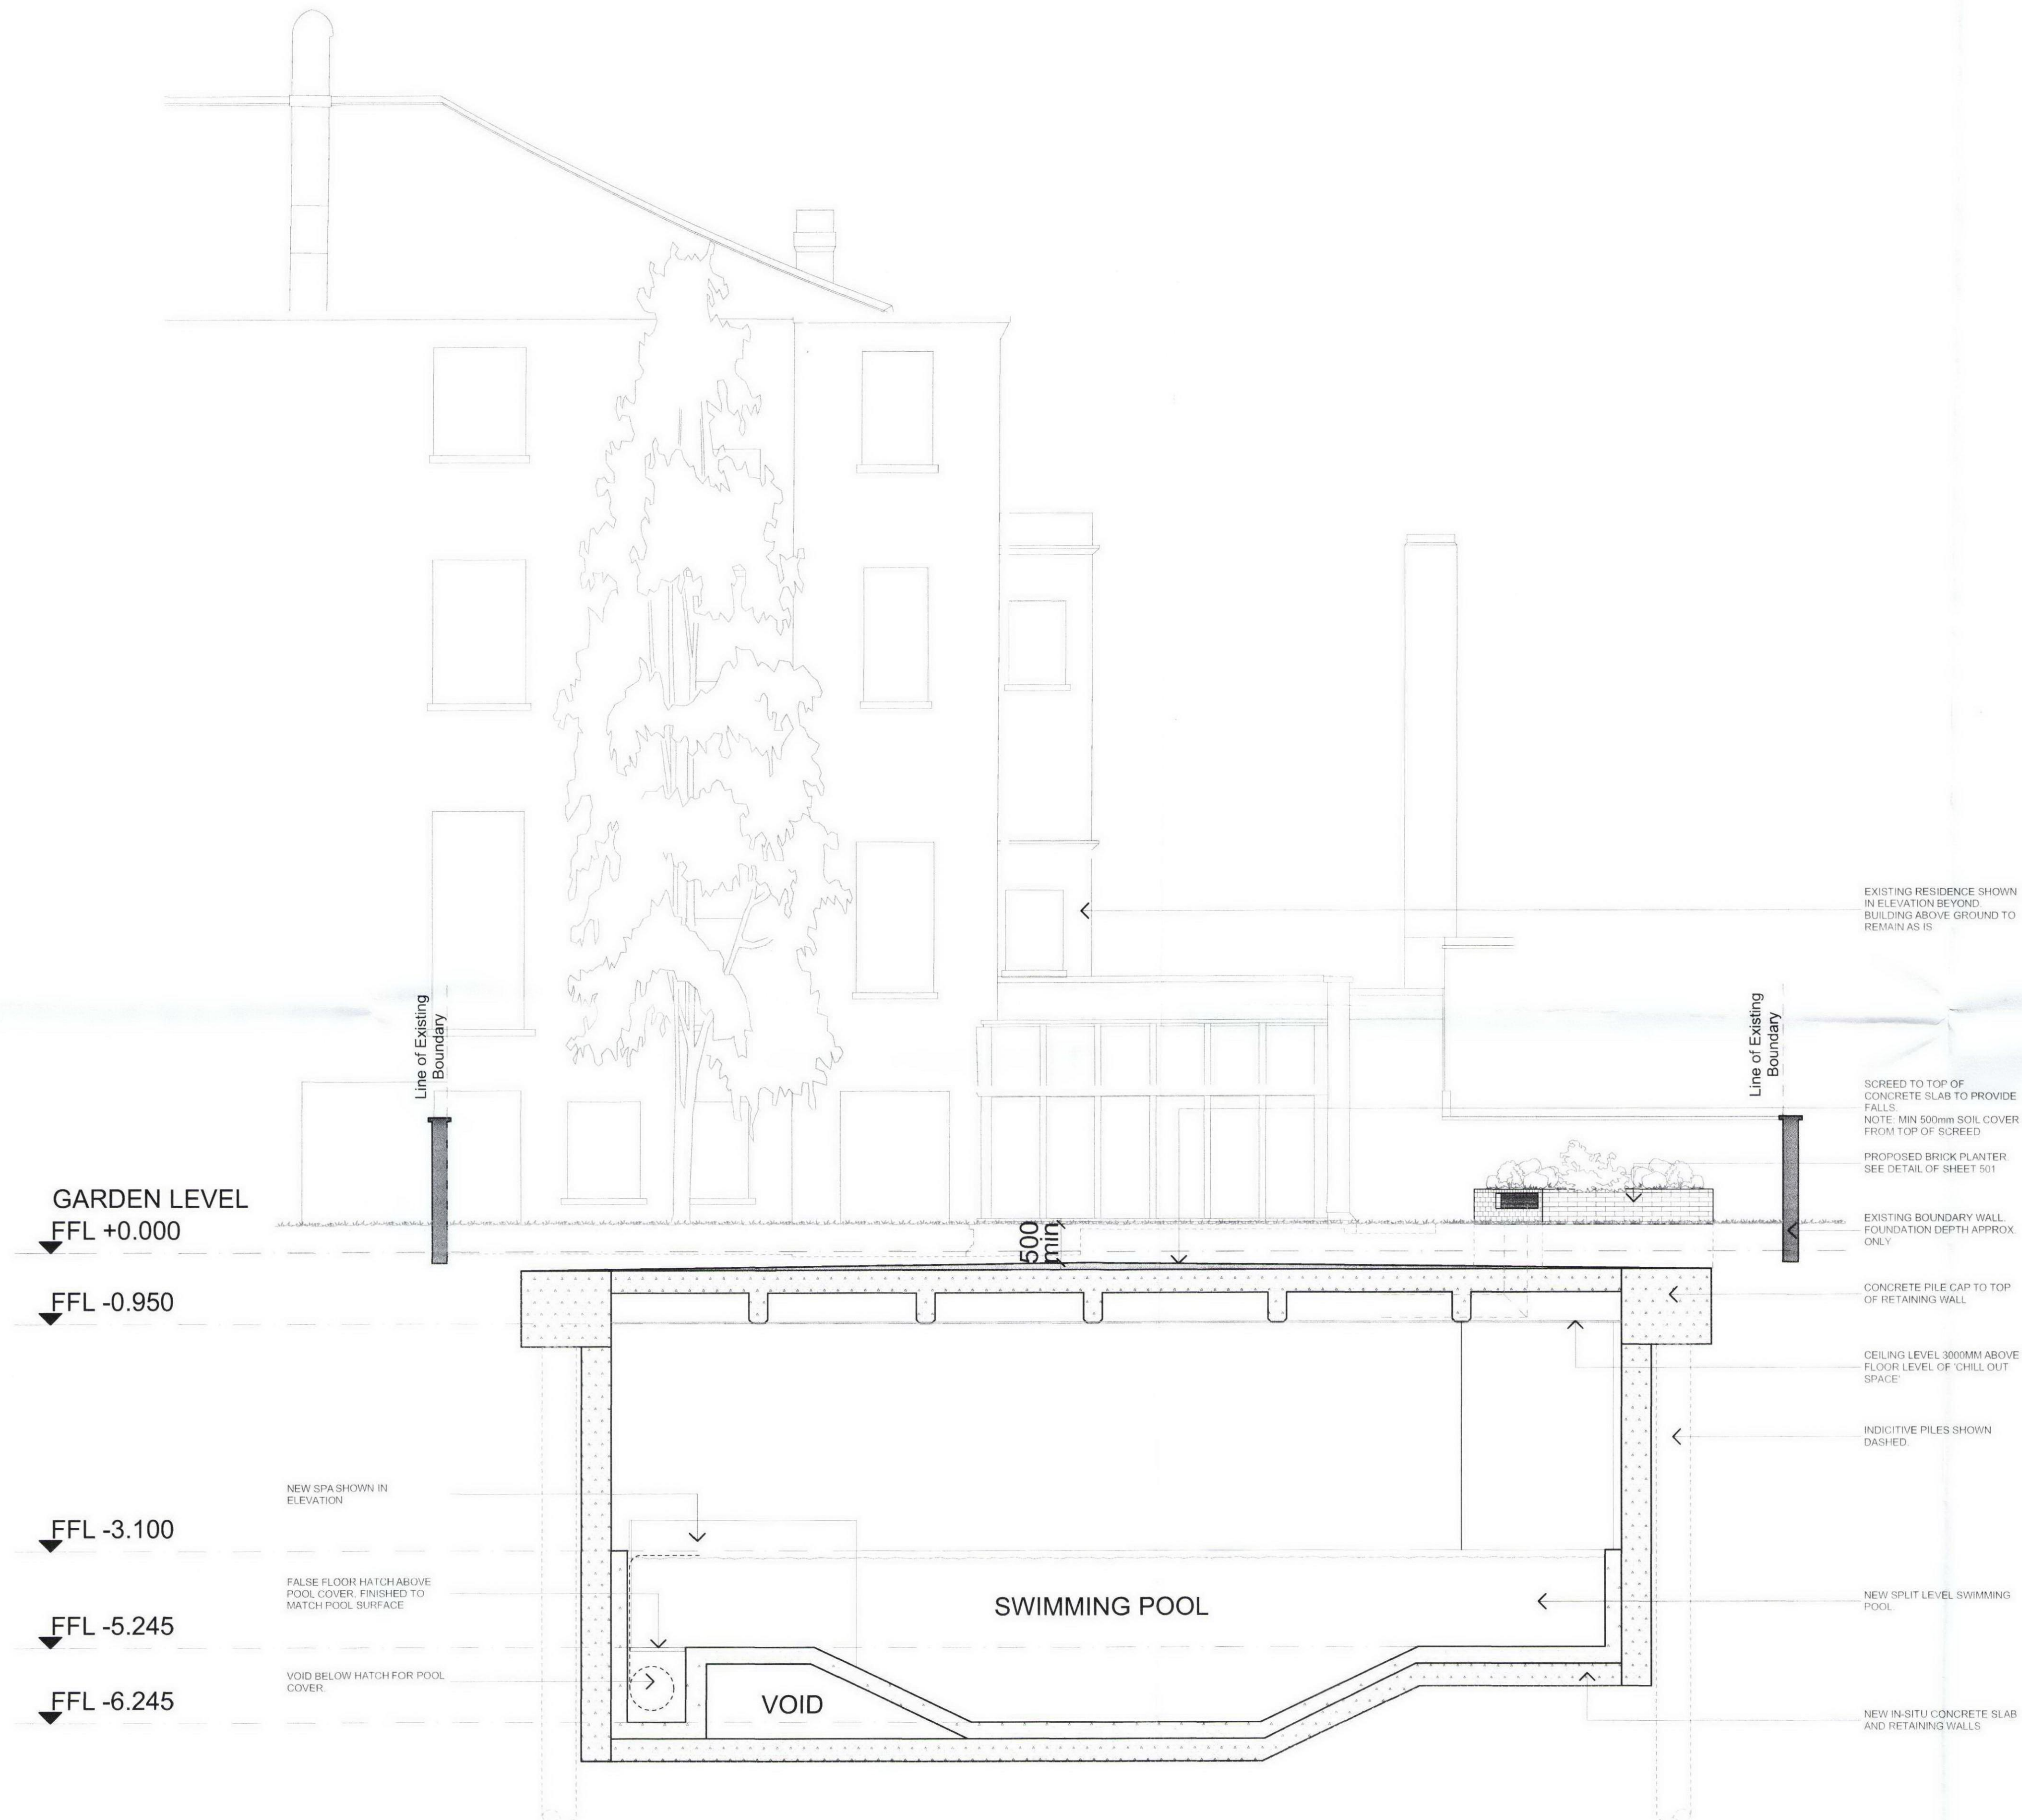 EXISTING RESIDENCE SHOWN
IN ELEVATION BEYOND.
BUILDING ABOVE GROUND TO
REMAIN AS IS
Line of Existing
Boundary
Line of Existing
Boundary
SCREED TO TOP OF
CONCRETE SLAB TO PROVIDE
FALLS.
NOTE: MIN 500mm SOIL COVER
FROM TOP OF SCREED
PROPOSED BRICK PLANTER.
SEE DETAIL OF SHEET 501
GARDEN LEVEL
FFL +0.000
500
min
EXISTING BOUNDARY WALL.
FOUNDATION DEPTH APPROX.
ONLY
FFL -0.950
CONCRETE PILE CAP TO TOP
OF RETAINING WALL
CEILING LEVEL 3000MM ABOVE
FLOOR LEVEL OF 'CHILL OUT
SPACE'
INDICITIVE PILES SHOWN
DASHED.
NEW SPA SHOWN IN
ELEVATION
FFL -3.100
FALSE FLOOR HATCH ABOVE
POOL COVER. FINISHED TO
MATCH POOL SURFACE
SWIMMING POOL
NEW SPLIT LEVEL SWIMMING
POOL
FFL -5.245
VOID BELOW HATCH FOR POOL
COVER.
FFL -6.245
VOID
NEW IN-SITU CONCRETE SLAB
AND RETAINING WALLS